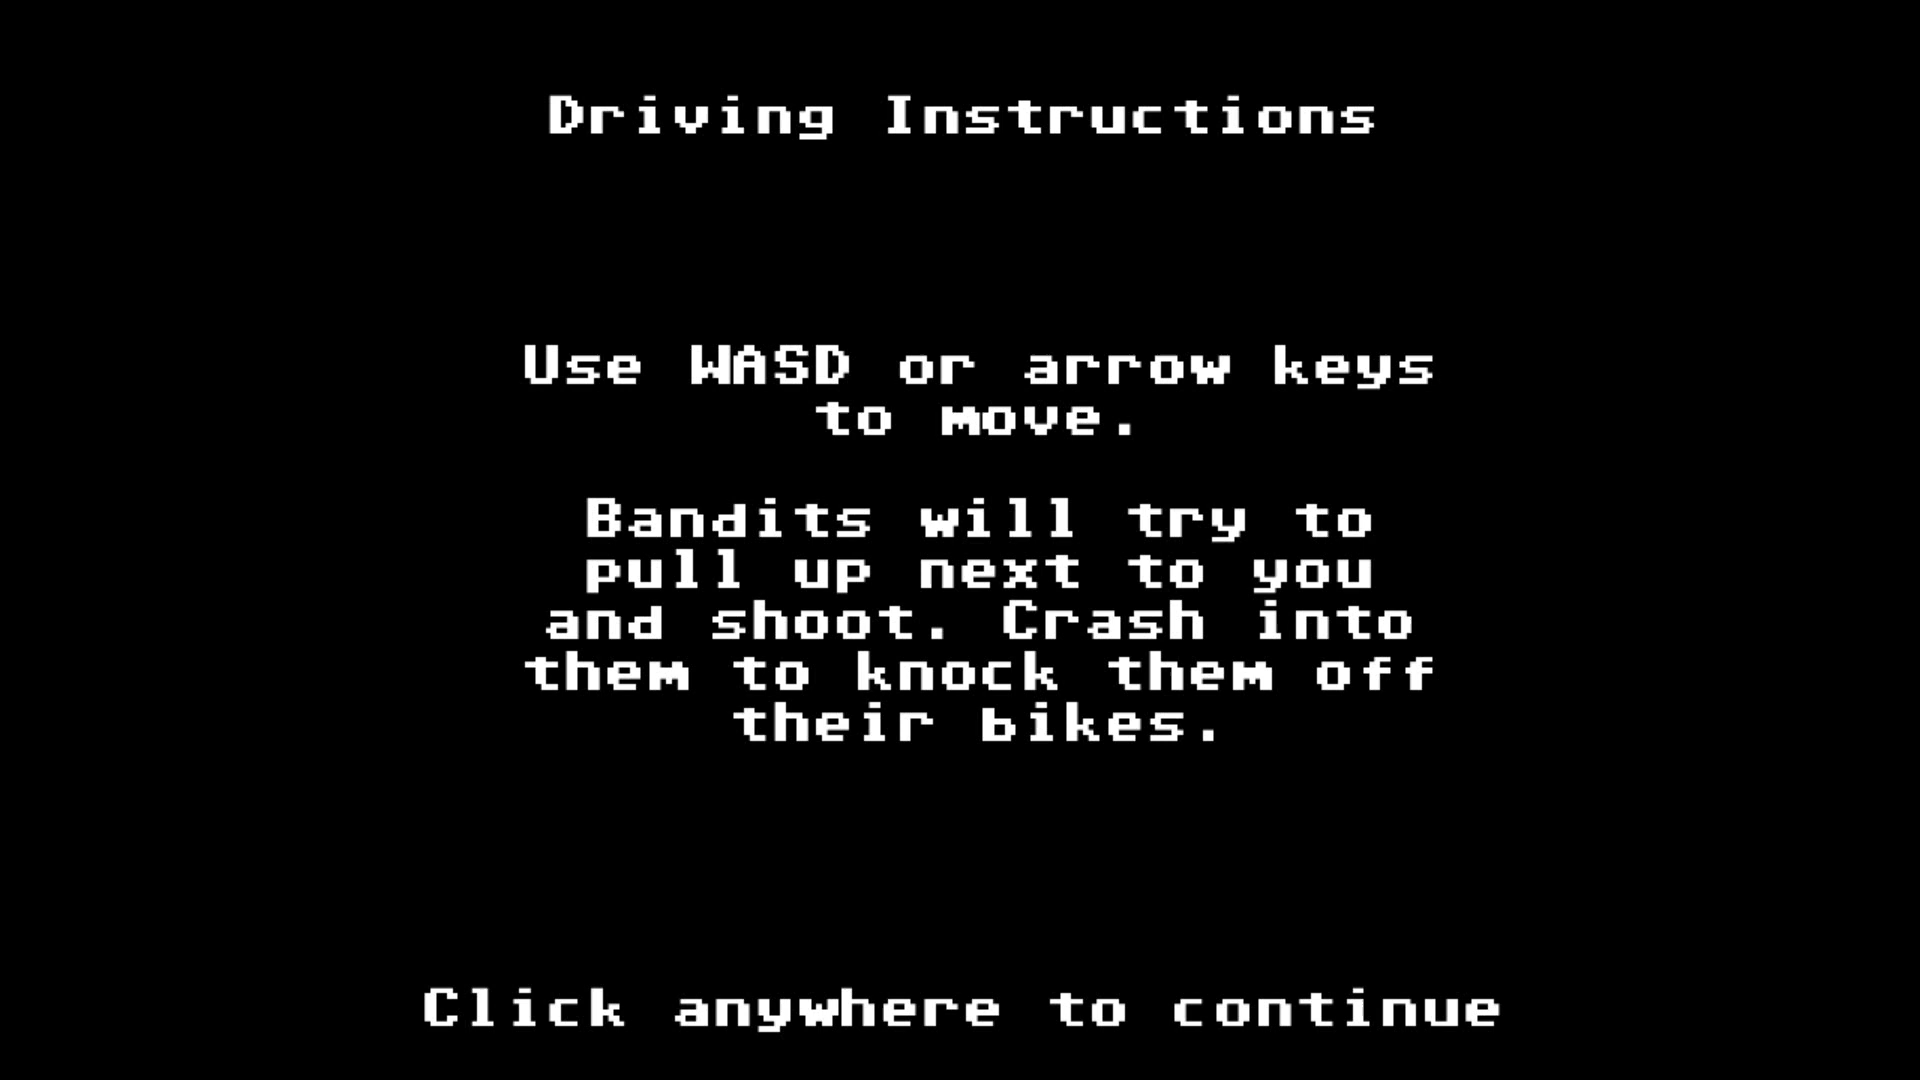 Driving Instructions
Use WASD or arrow keys
to move.
Bandits will try to
pull up next to you
and shoot. Crash into
them to knock them off
their bikes.
Click anywhere to continue